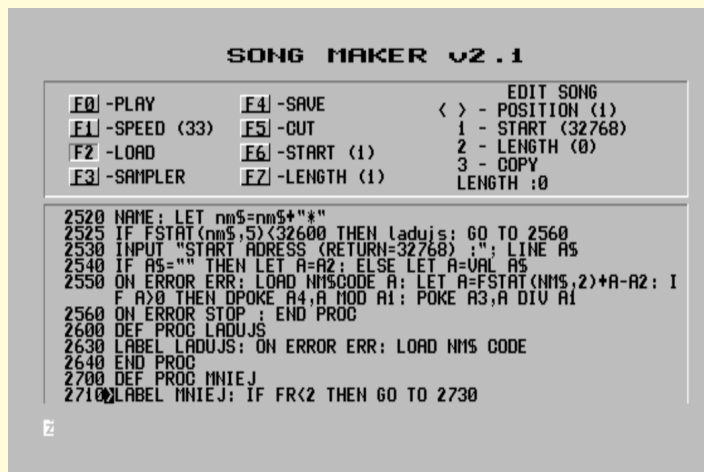 SONG MAKER v2.1
F0 -PLAY
F1 -SPEED (33)
F2 -LOAD
F3 -SAMPLER
F4 -SAVE
F5 -CUT
F6 -START (1)
F7 -LENGTH (1)
EDIT SONG
< > - POSITION (1)
1 - START (32768)
2 - LENGTH (0)
3 - COPY
LENGTH :0
2520 NAME: LET nm$=nm$+"*"
2525 IF FSTAT(nm$,5)<32600 THEN ladujs: GO TO 2560
2530 INPUT "START ADRESS (RETURN=32768) :"; LINE A$
2540 IF A$="" THEN LET A=A2: ELSE LET A=VAL A$
2550 ON ERROR ERR: LOAD NM$CODE A: LET A=FSTAT(NM$,2)+A-A2: I
F A>0 THEN DPOKE A4,A MOD A1: POKE A3,A DIV A1
2560 ON ERROR STOP : END PROC
2600 DEF PROC LADUJS
2630 LABEL LADUJS: ON ERROR ERR: LOAD NM$ CODE
2640 END PROC
2700 DEF PROC MNIEJ
2710>LABEL MNIEJ: IF FR<2 THEN GO TO 2730